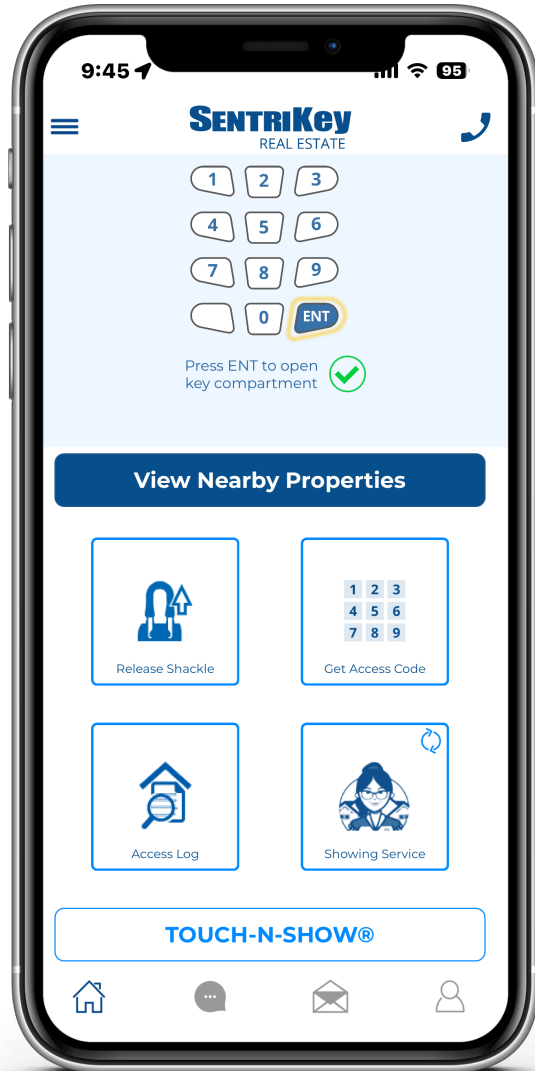 9:45
95
SENTRIKEY
REAL ESTATE
1 2 3
4 5 6
7 8 9
0 ENT
Press ENT to open
key compartment
View Nearby Properties
1 2 3
4 5 6
7 8 9
Release Shackle
Get Access Code
Access Log
Showing Service
TOUCH-N-SHOW®